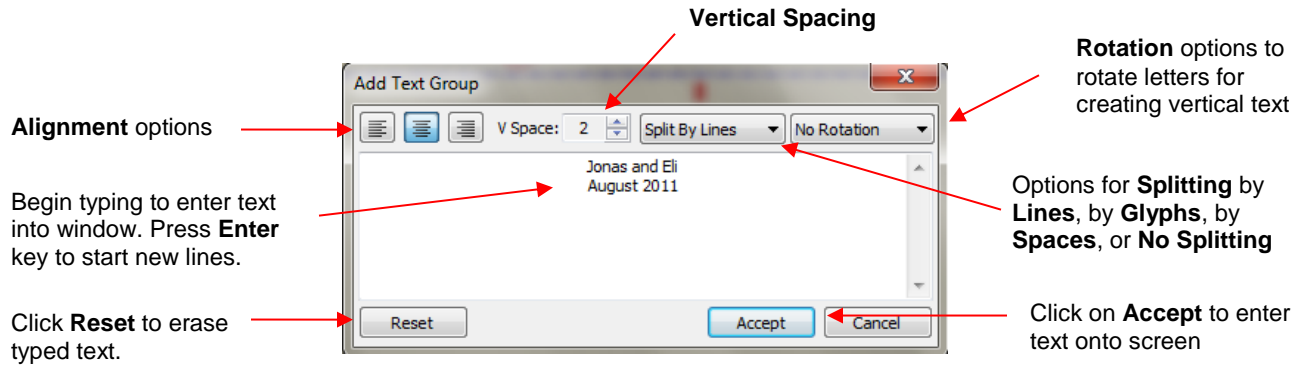 Vertical Spacing
Rotation options to
rotate letters for
creating vertical text
Add Text Group
Alignment options
V Space: 2 Split By Lines No Rotation
Jonas and Eli
August 2011
Begin typing to enter text
into window. Press Enter
key to start new lines.
Options for Splitting by
Lines, by Glyphs, by
Spaces, or No Splitting
Click Reset to erase
typed text.
Reset Accept Cancel
Click on Accept to enter
text onto screen